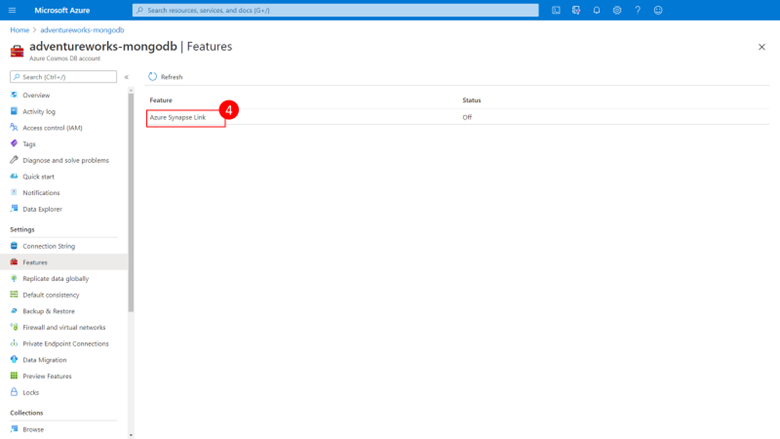 Microsoft Azure
Search resources, services, and docs (G+/)
Home > adventureworks-mongodb
adventureworks-mongodb | Features
Azure Cosmos DB account
Search (Ctrl+/)
«
Refresh
Overview
Activity log
Access control (IAM)
Tags
Diagnose and solve problems
Quick start
Notifications
Data Explorer
Settings
Connection String
Features
Replicate data globally
Default consistency
Backup & Restore
Firewall and virtual networks
Private Endpoint Connections
Data Migration
Preview Features
Locks
Collections
Browse
Feature Status
4
Azure Synapse Link Off